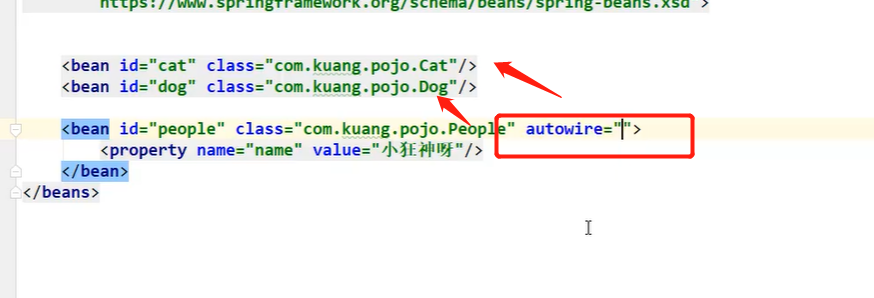 https://www.springframework.org/schema/beans/spring-beans.xsd">
<bean id="cat" class="com.kuang.pojo.Cat"/>
<bean id="dog" class="com.kuang.pojo.Dog"/>
<bean id="people" class="com.kuang.pojo.People" autowire="">
<property name="name" value="小狂神呀"/>
</bean>
</beans>